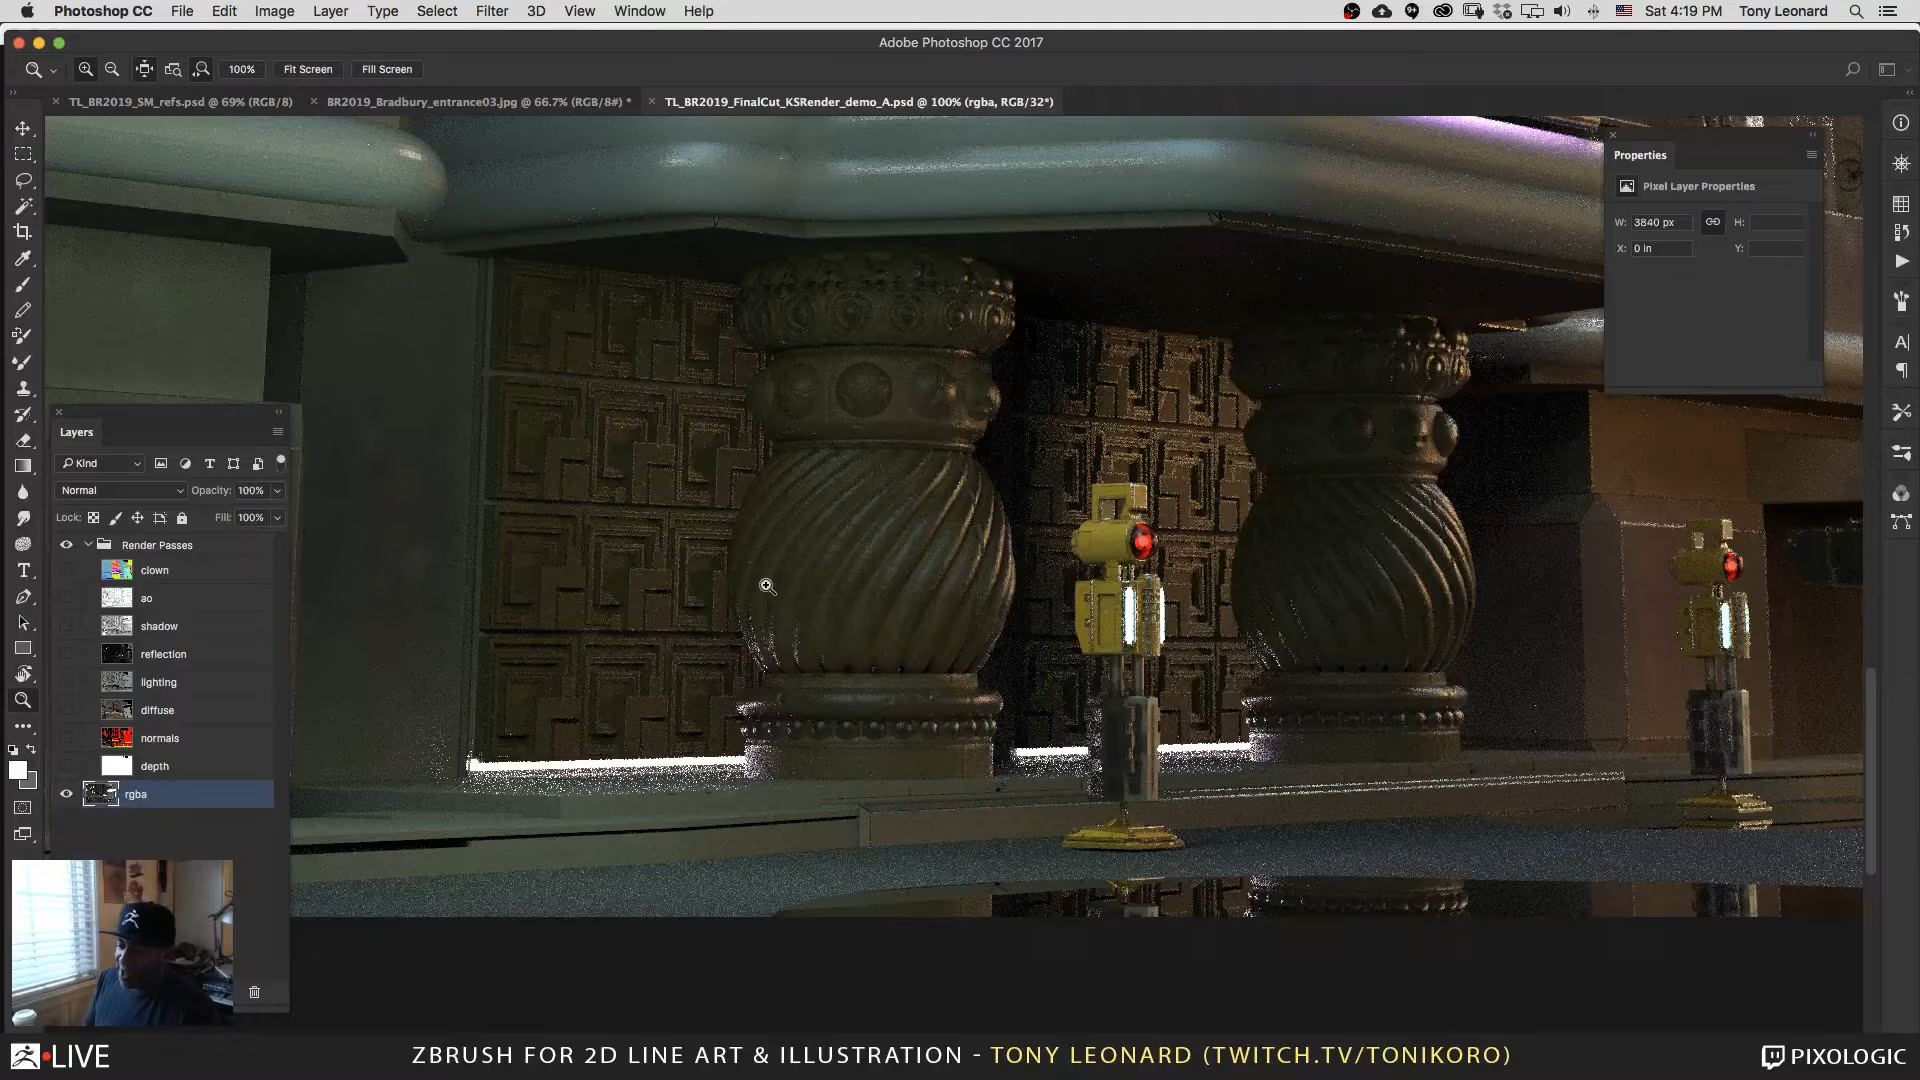 Photoshop CC File Edit Image Layer Type Select Filter 3D View Window Help Sat 4:19 PM Tony Leonard
Adobe Photoshop CC 2017
100% Fit Screen Fill Screen
TL_BR2019_SM_refs.psd @ 69% (RGB/8) BR2019_Bradbury_entrance03.jpg @ 66.7% (RGB/8#) * TL_BR2019_FinalCut_KSRender_demo_A.psd @ 100% (rgba, RGB/32*)
Properties
Pixel Layer Properties
W: 3840 px H:
X: 0 in Y:
Layers
Kind
Normal Opacity: 100%
Lock: Fill: 100%
Render Passes
clown
ao
shadow
reflection
lighting
diffuse
normals
depth
rgba
LIVE ZBRUSH FOR 2D LINE ART & ILLUSTRATION - TONY LEONARD (TWITCH.TV/TONIKORO) PIXOLOGIC